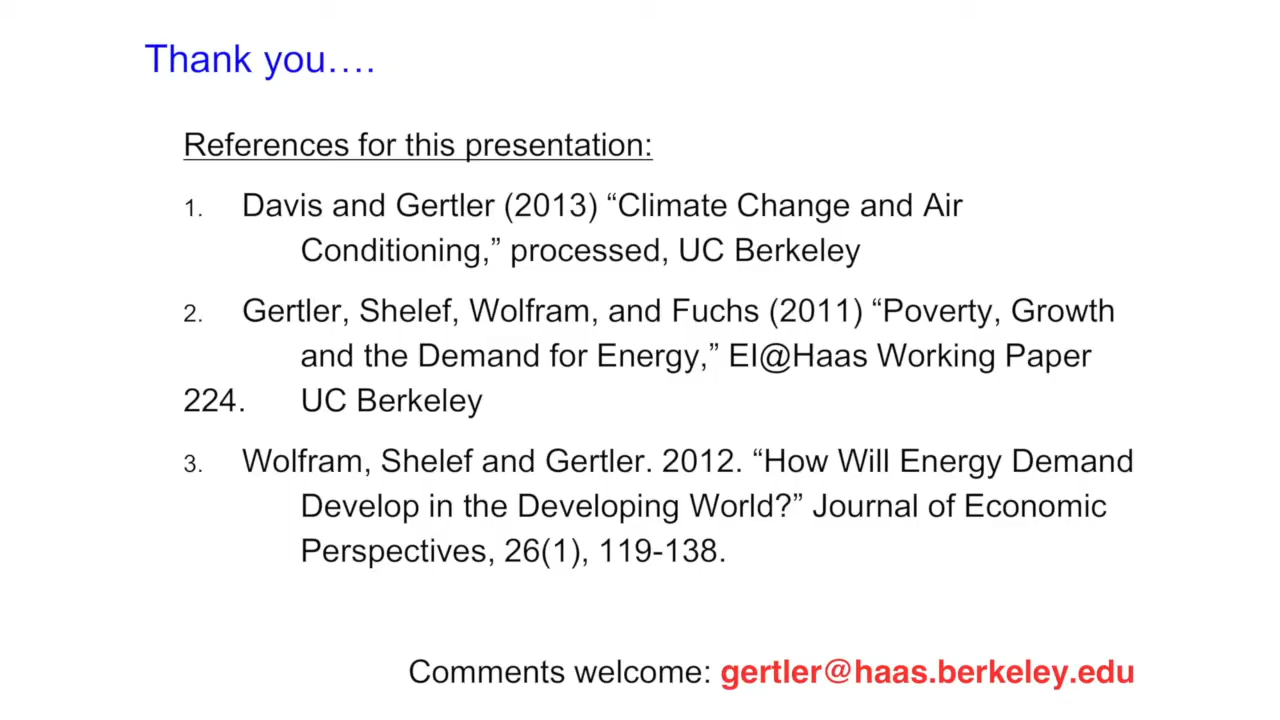 Thank you….
References for this presentation:
1. Davis and Gertler (2013) “Climate Change and Air
Conditioning,” processed, UC Berkeley
2. Gertler, Shelef, Wolfram, and Fuchs (2011) “Poverty, Growth
and the Demand for Energy,” EI@Haas Working Paper
224. UC Berkeley
3. Wolfram, Shelef and Gertler. 2012. “How Will Energy Demand
Develop in the Developing World?” Journal of Economic
Perspectives, 26(1), 119-138.
Comments welcome: gertler@haas.berkeley.edu